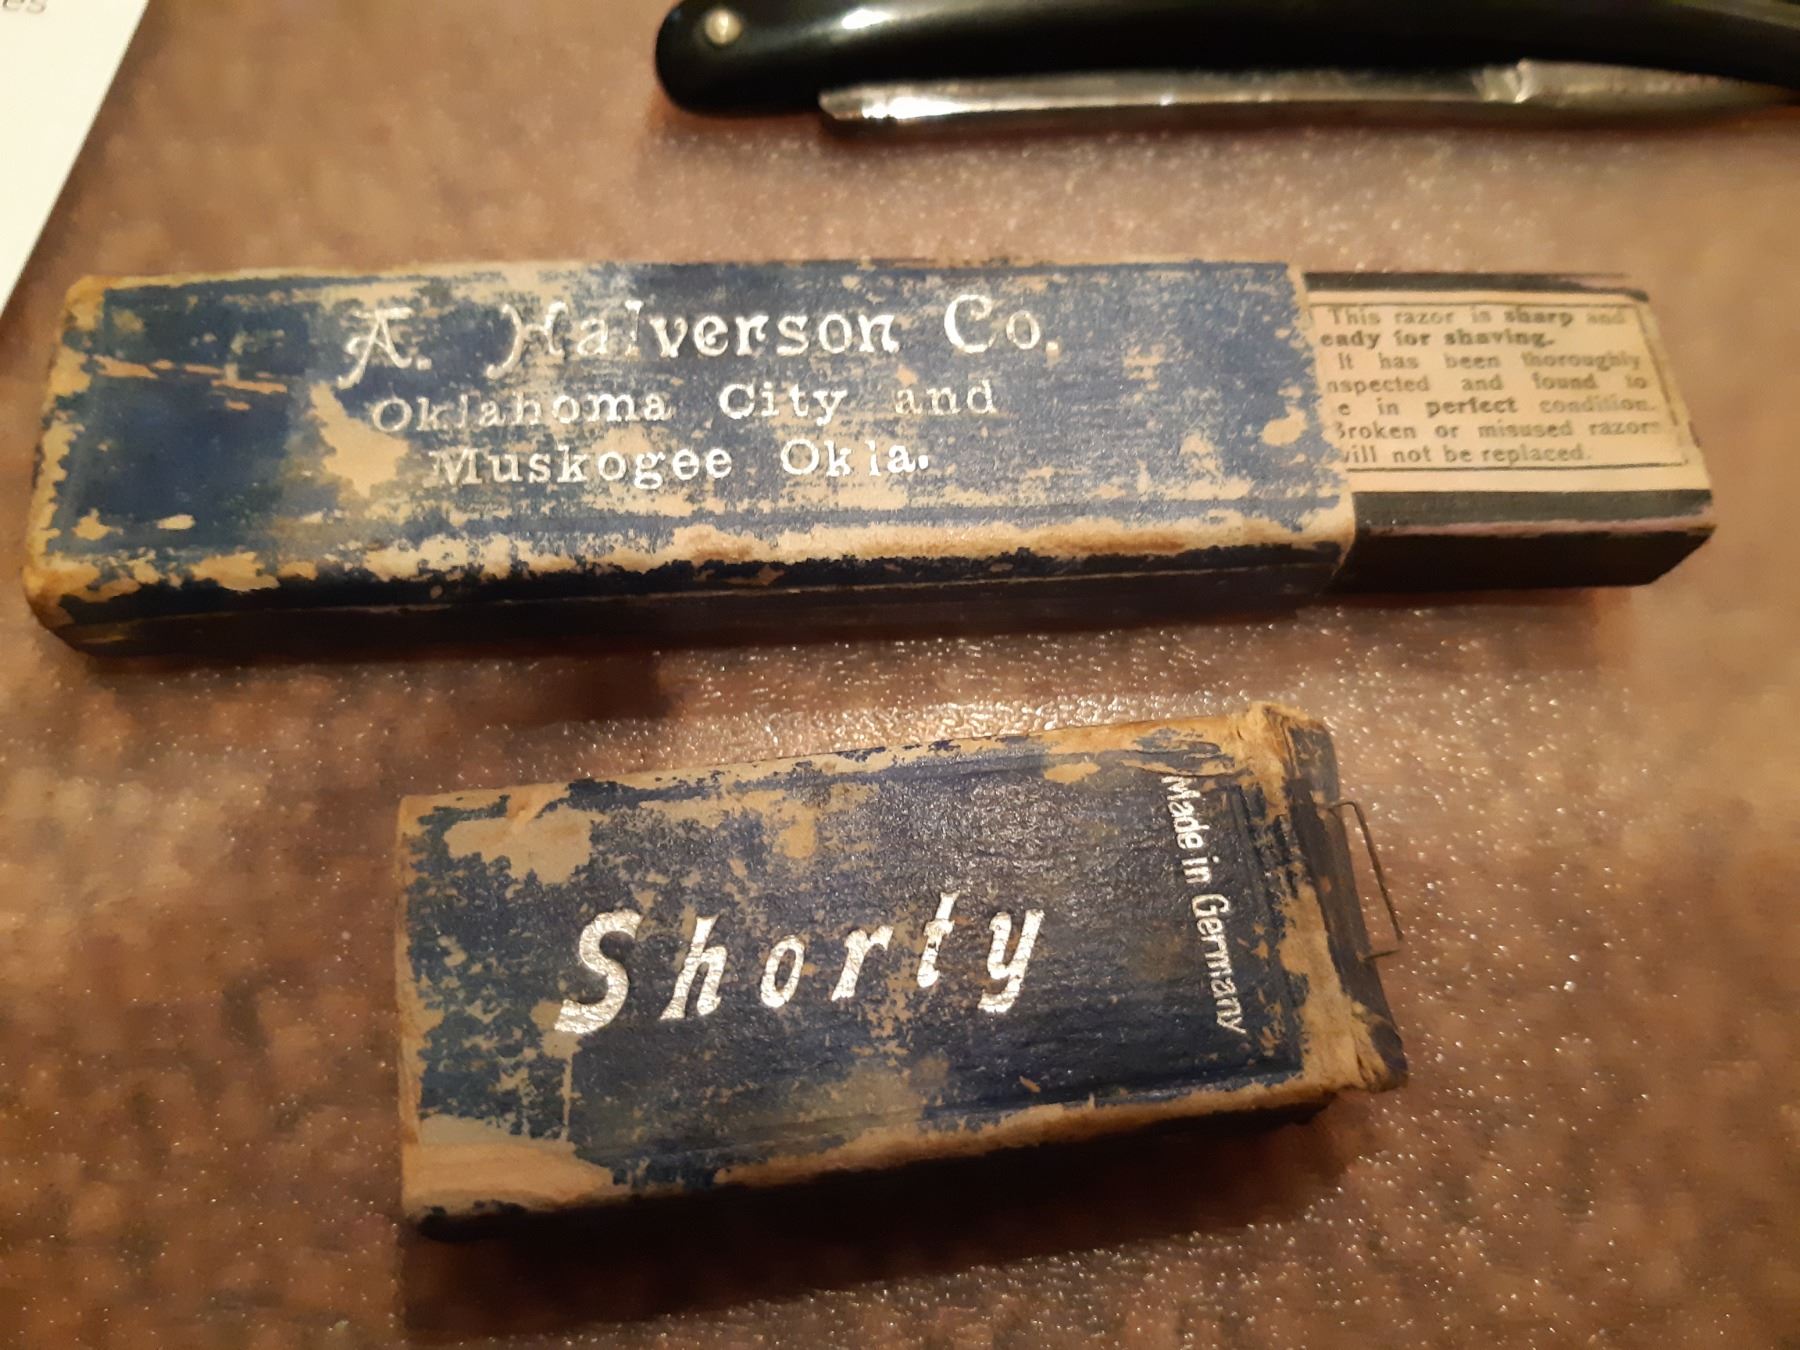 es
A. Halverson Co.
Oklahoma City and
Muskogee Okla.
This razor is sharp and
eady for shaving.
It has been thoroughly
nspected and found to
e in perfect condition.
Broken or misused razors
will not be replaced.
Shorty
Made in Germany